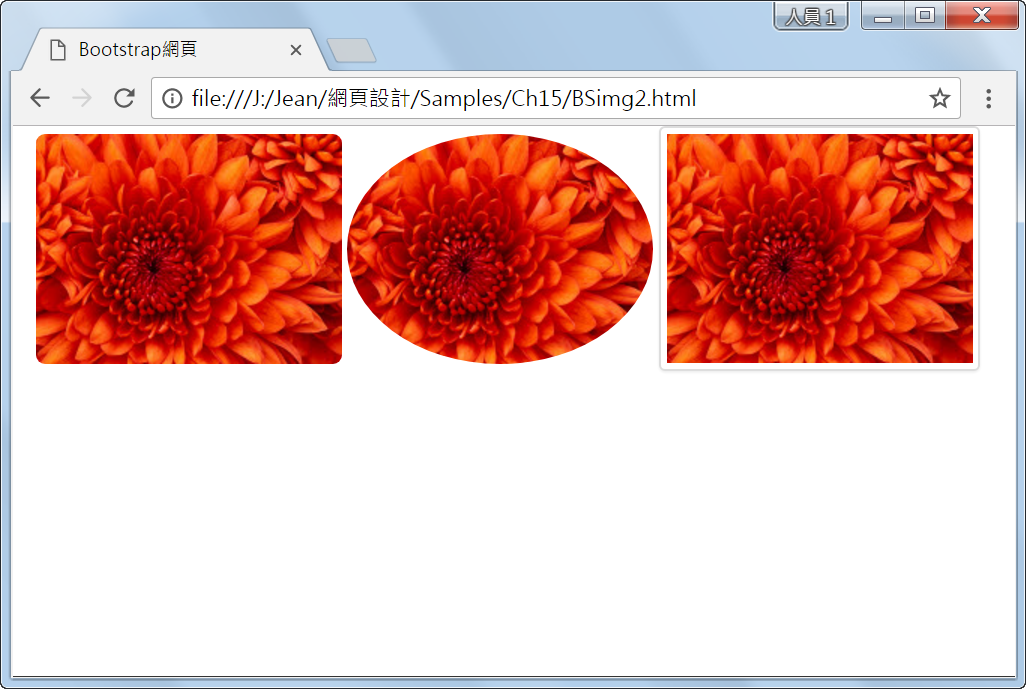 人員 1
Bootstrap網頁
file:///J:/Jean/網頁設計/Samples/Ch15/BSimg2.html